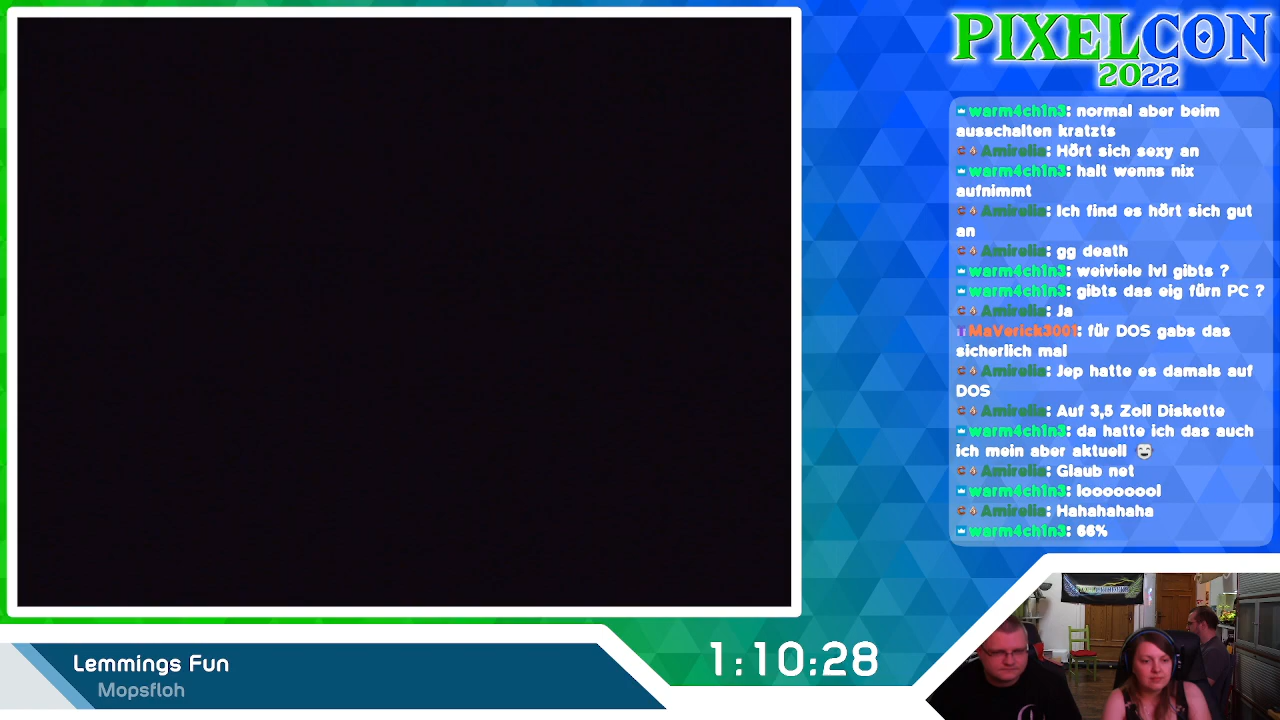 PIXELCON
2022
warm4ch1n3: normal aber beim
ausschalten kratzts
Amirelia: Hört sich sexy an
warm4ch1n3: halt wenns nix
aufnimmt
Amirelia: Ich find es hört sich gut
an
Amirelia: gg death
warm4ch1n3: weiviele lvl gibts ?
warm4ch1n3: gibts das eig fürn PC ?
Amirelia: Ja
MaVerick3001: für DOS gabs das
sicherlich mal
Amirelia: Jep hatte es damals auf
DOS
Amirelia: Auf 3,5 Zoll Diskette
warm4ch1n3: da hatte ich das auch
ich mein aber aktuell
Amirelia: Glaub net
warm4ch1n3: loooooool
Amirelia: Hahahahaha
warm4ch1n3: 66%
Lemmings Fun
Mopsfloh
1:10:28